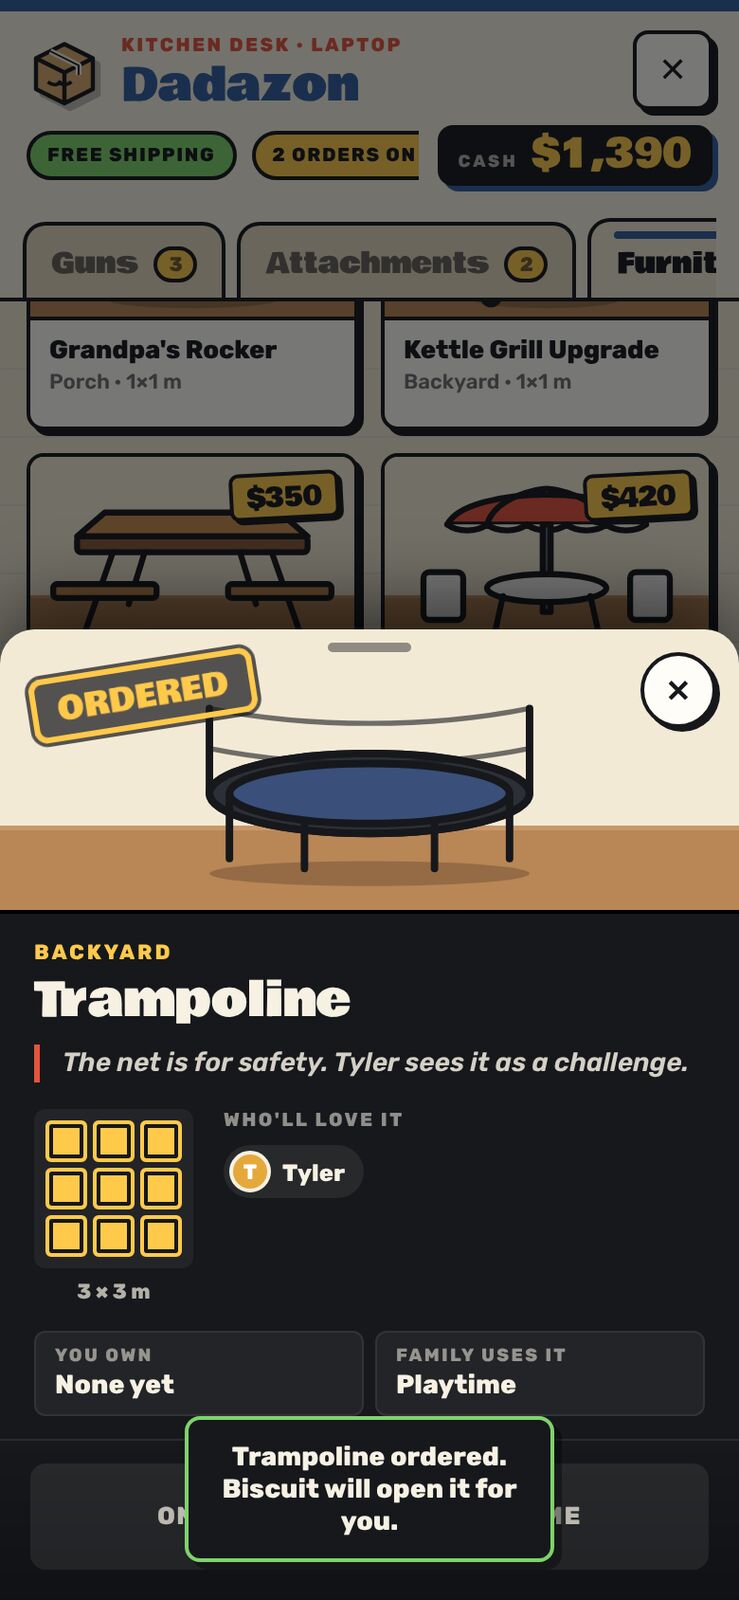 KITCHEN DESK • LAPTOP
Dadazon
×
FREE SHIPPING
2 ORDERS ON
CASH $1,390
Guns 3
Attachments 2
Furnit
Grandpa's Rocker
Porch • 1×1 m
Kettle Grill Upgrade
Backyard • 1×1 m
$350
$420
ORDERED
×
BACKYARD
Trampoline
The net is for safety. Tyler sees it as a challenge.
WHO'LL LOVE IT
T Tyler
3 × 3 m
YOU OWN
None yet
FAMILY USES IT
Playtime
Trampoline ordered.
Biscuit will open it for
you.